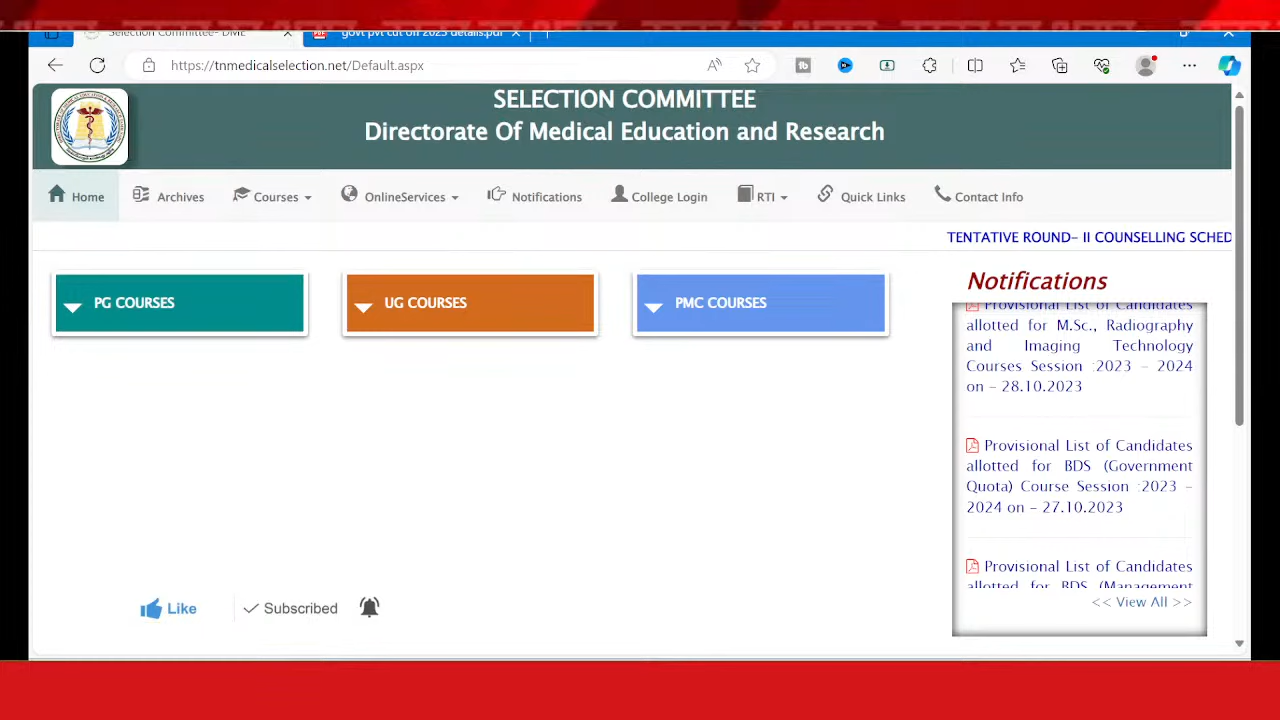 Selection Committee- DME
govt pvt cut off 2023 details.pdf
https://tnmedicalselection.net/Default.aspx
SELECTION COMMITTEE
Directorate Of Medical Education and Research
Home
Archives
Courses
OnlineServices
Notifications
College Login
RTI
Quick Links
Contact Info
TENTATIVE ROUND- II COUNSELLING SCHED
PG COURSES
UG COURSES
PMC COURSES
Notifications
Provisional List of Candidates
allotted for M.Sc., Radiography
and Imaging Technology
Courses Session :2023 - 2024
on - 28.10.2023
Provisional List of Candidates
allotted for BDS (Government
Quota) Course Session :2023 -
2024 on - 27.10.2023
Provisional List of Candidates
allotted for BDS (Management
<< View All >>
Like
Subscribed